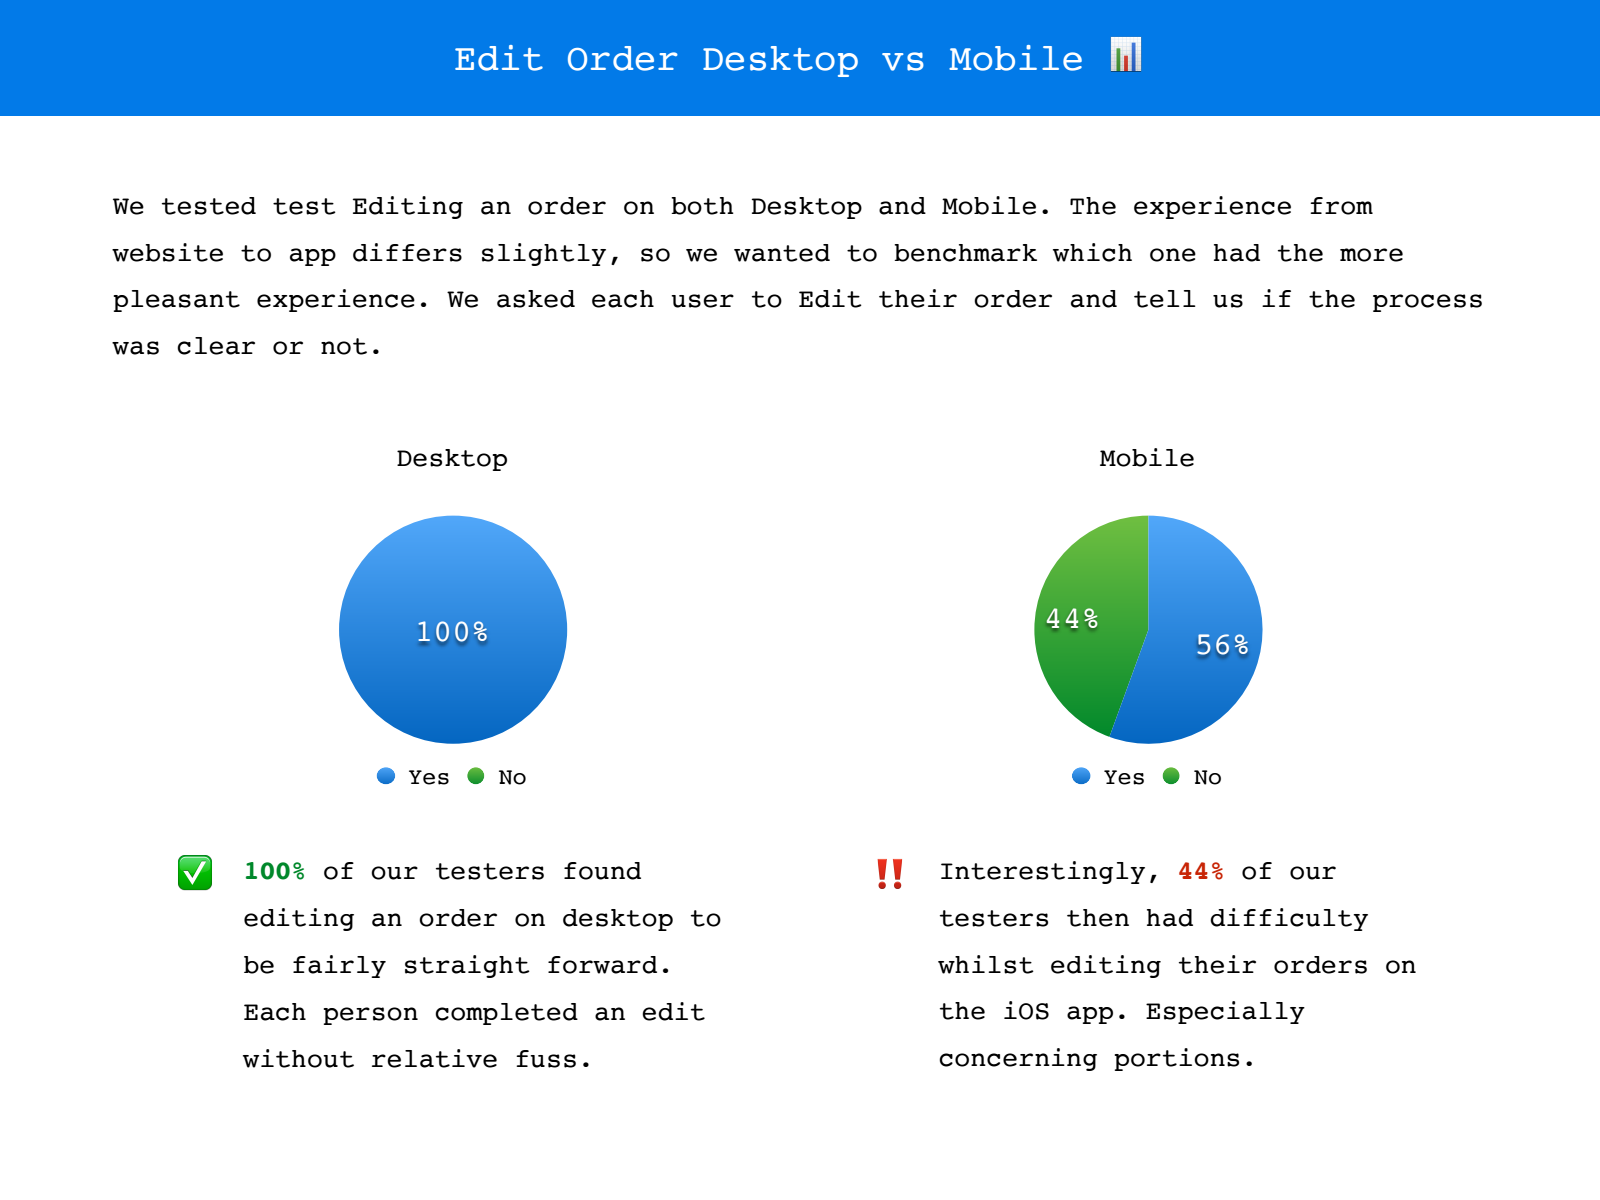 Edit Order Desktop vs Mobile 📊
We tested test Editing an order on both Desktop and Mobile. The experience from
website to app differs slightly, so we wanted to benchmark which one had the more
pleasant experience. We asked each user to Edit their order and tell us if the process
was clear or not.
Desktop
100%
Yes No
✅ 100% of our testers found
editing an order on desktop to
be fairly straight forward.
Each person completed an edit
without relative fuss.
Mobile
44%
56%
Yes No
‼️ Interestingly, 44% of our
testers then had difficulty
whilst editing their orders on
the iOS app. Especially
concerning portions.